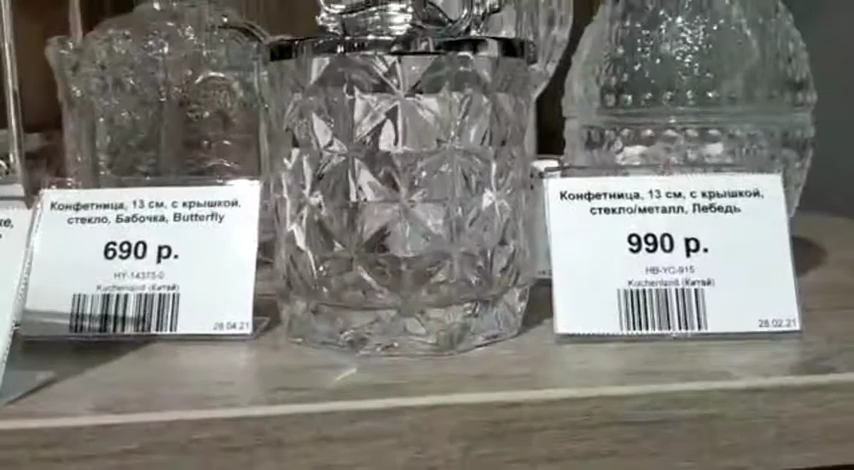 Конфетница, 13 см, с крышкой,
стекло, Бабочка, Butterfly
690 р.
HY-14375-0
Kuchenland (Китай)
28.04.21
Конфетница, 13 см, с крышкой,
стекло/металл, Лебедь,
990 р.
HB-YC-915
Kuchenland (Китай)
28.02.21